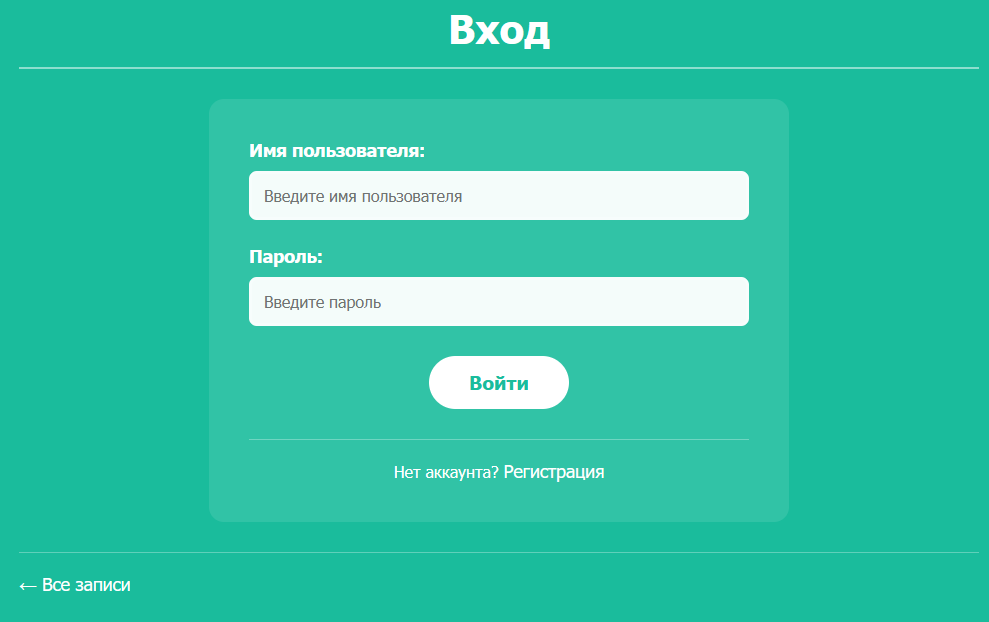 Вход
Имя пользователя:
Введите имя пользователя
Пароль:
Введите пароль
Войти
Нет аккаунта? Регистрация
← Все записи